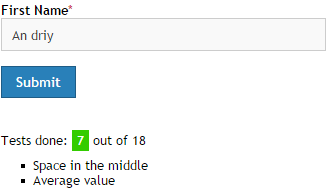 First Name*
An driy
Submit
Tests done: 7 out of 18
Space in the middle
Average value